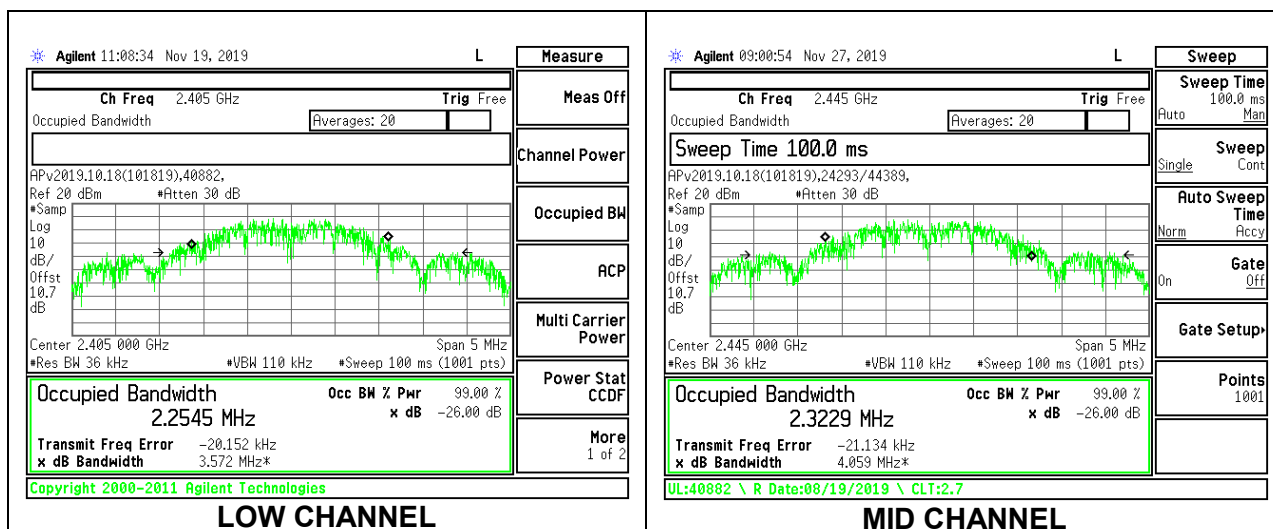 Agilent 11:08:34 Nov 19, 2019 L
Measure
Ch Freq 2.405 GHz Trig Free
Occupied Bandwidth Averages: 20
APv2019.10.18(101819),40882,
Ref 20 dBm #Atten 30 dB
#Samp
Log
10
dB/
Offst
10.7
dB
Center 2.405 000 GHz Span 5 MHz
#Res BW 36 kHz #VBW 110 kHz #Sweep 100 ms (1001 pts)
Occupied Bandwidth Occ BW % Pwr 99.00 %
2.2545 MHz x dB -26.00 dB
Transmit Freq Error -20.152 kHz
x dB Bandwidth 3.572 MHz*
Copyright 2000-2011 Agilent Technologies
Meas Off
Channel Power
Occupied BW
ACP
Multi Carrier
Power
Power Stat
CCDF
More
1 of 2
LOW CHANNEL
Agilent 09:00:54 Nov 27, 2019 L
Sweep
Ch Freq 2.445 GHz Trig Free
Occupied Bandwidth Averages: 20
Sweep Time 100.0 ms
APv2019.10.18(101819),24293/44389,
Ref 20 dBm #Atten 30 dB
#Samp
Log
10
dB/
Offst
10.7
dB
Center 2.445 000 GHz Span 5 MHz
#Res BW 36 kHz #VBW 110 kHz #Sweep 100 ms (1001 pts)
Occupied Bandwidth Occ BW % Pwr 99.00 %
2.3229 MHz x dB -26.00 dB
Transmit Freq Error -21.134 kHz
x dB Bandwidth 4.059 MHz*
UL:40882 \ R Date:08/19/2019 \ CLT:2.7
Sweep Time
100.0 ms
Auto Man
Sweep
Single Cont
Auto Sweep
Time
Norm Accy
Gate
On Off
Gate Setup
Points
1001
MID CHANNEL